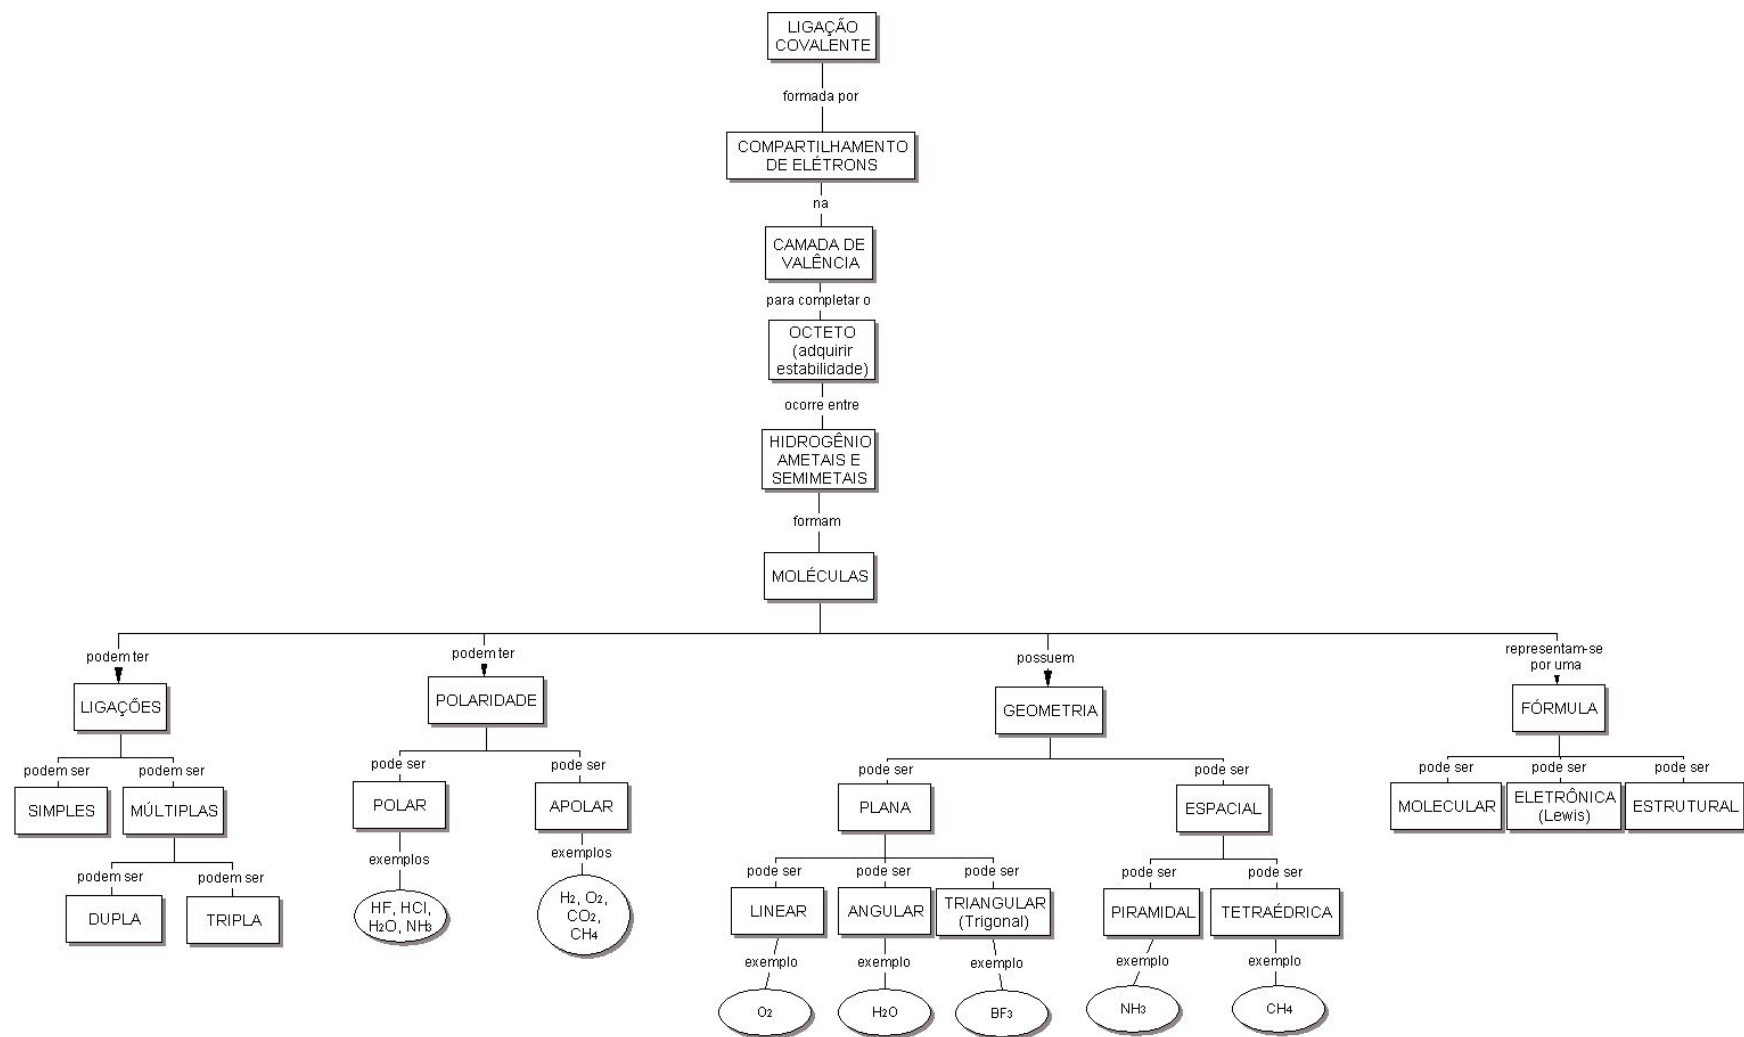 LIGAÇÃO
COVALENTE
formada por
COMPARTILHAMENTO
DE ELÉTRONS
na
CAMADA DE
VALÊNCIA
para completar o
OCTETO
(adquirir
estabilidade)
ocorre entre
HIDROGÊNIO
AMETAIS E
SEMIMETAIS
formam
MOLÉCULAS
podem ter
LIGAÇÕES
podem ser
SIMPLES
podem ser
MÚLTIPLAS
podem ser
DUPLA
podem ser
TRIPLA
podem ter
POLARIDADE
pode ser
POLAR
exemplos
HF, HCl,
H₂O, NH₃
pode ser
APOLAR
exemplos
H₂, O₂,
CO₂,
CH₄
possuem
GEOMETRIA
pode ser
PLANA
pode ser
LINEAR
exemplo
O₂
pode ser
ANGULAR
exemplo
H₂O
pode ser
TRIANGULAR
(Trigonal)
exemplo
BF₃
pode ser
ESPACIAL
pode ser
PIRAMIDAL
exemplo
NH₃
pode ser
TETRAÉDRICA
exemplo
CH₄
representam-se
por uma
FÓRMULA
pode ser
MOLECULAR
pode ser
ELETRÔNICA
(Lewis)
pode ser
ESTRUTURAL